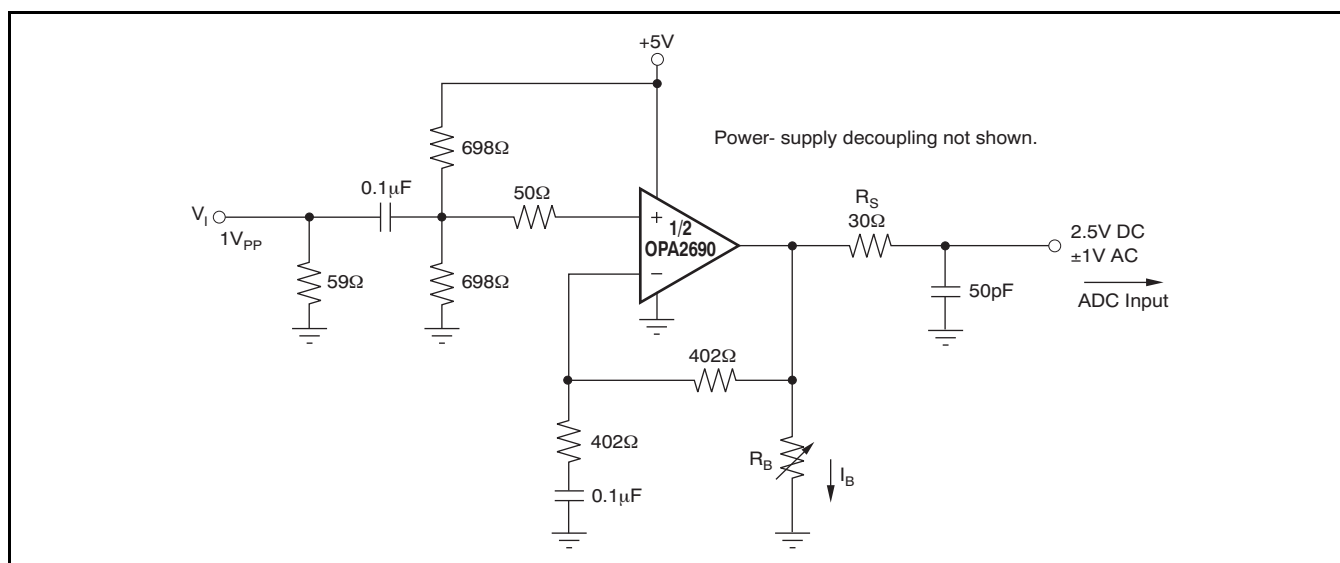 +5V
Power- supply decoupling not shown.
698Ω
0.1μF
50Ω
R_S
30Ω
V_I
1V_PP
+
1/2
OPA2690
−
2.5V DC
±1V AC
ADC Input
59Ω
698Ω
50pF
402Ω
402Ω
R_B
I_B
0.1μF